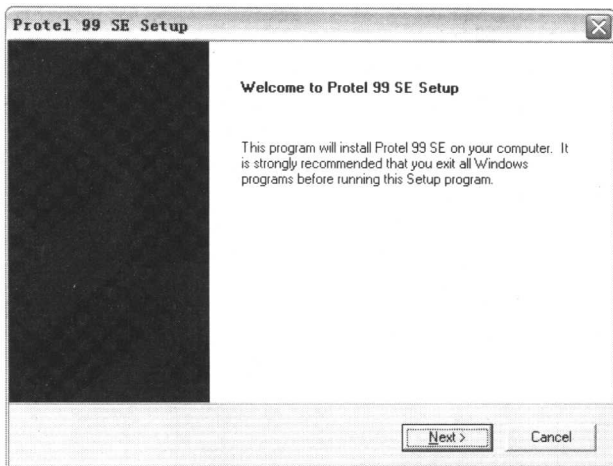 Protel 99 SE Setup
Welcome to Protel 99 SE Setup
This program will install Protel 99 SE on your computer. It
is strongly recommended that you exit all Windows
programs before running this Setup program.
Next >
Cancel